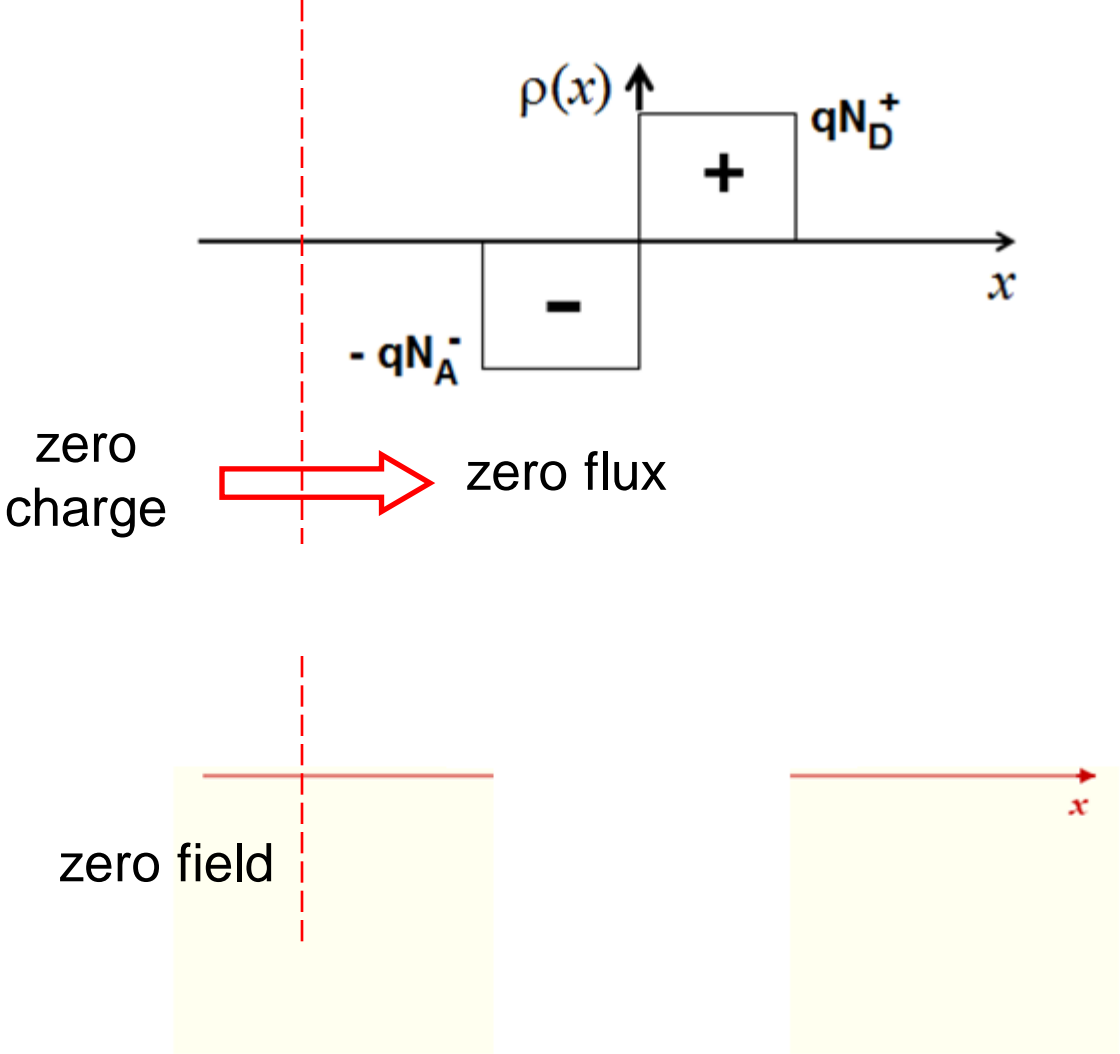 ρ(x)
qN_D^+
+
x
-
- qN_A^-
zero
charge
zero flux
x
zero field